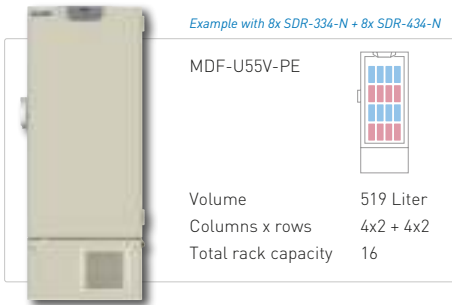 Example with 8x SDR-334-N + 8x SDR-434-N
MDF-U55V-PE
Volume 519 Liter
Columns x rows 4x2 + 4x2
Total rack capacity 16